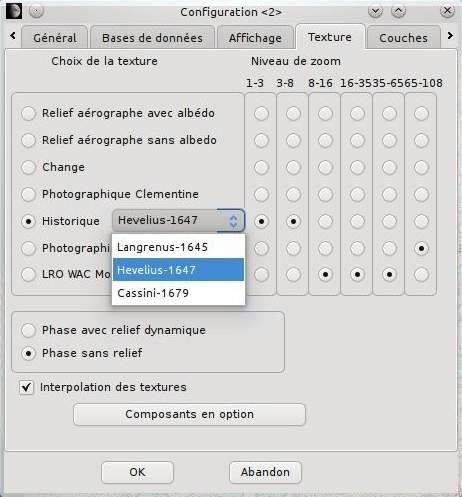 Configuration <2>
Général Bases de données Affichage Texture Couches
Choix de la texture Niveau de zoom
1-3 3-8 8-16 16-35 35-65 65-108
Relief aérographe avec albédo
Relief aérographe sans albedo
Change
Photographique Clementine
Historique Hevelius-1647
Photographi Langrenus-1645
LRO WAC Mo Hevelius-1647
Cassini-1679
Phase avec relief dynamique
Phase sans relief
Interpolation des textures
Composants en option
OK Abandon